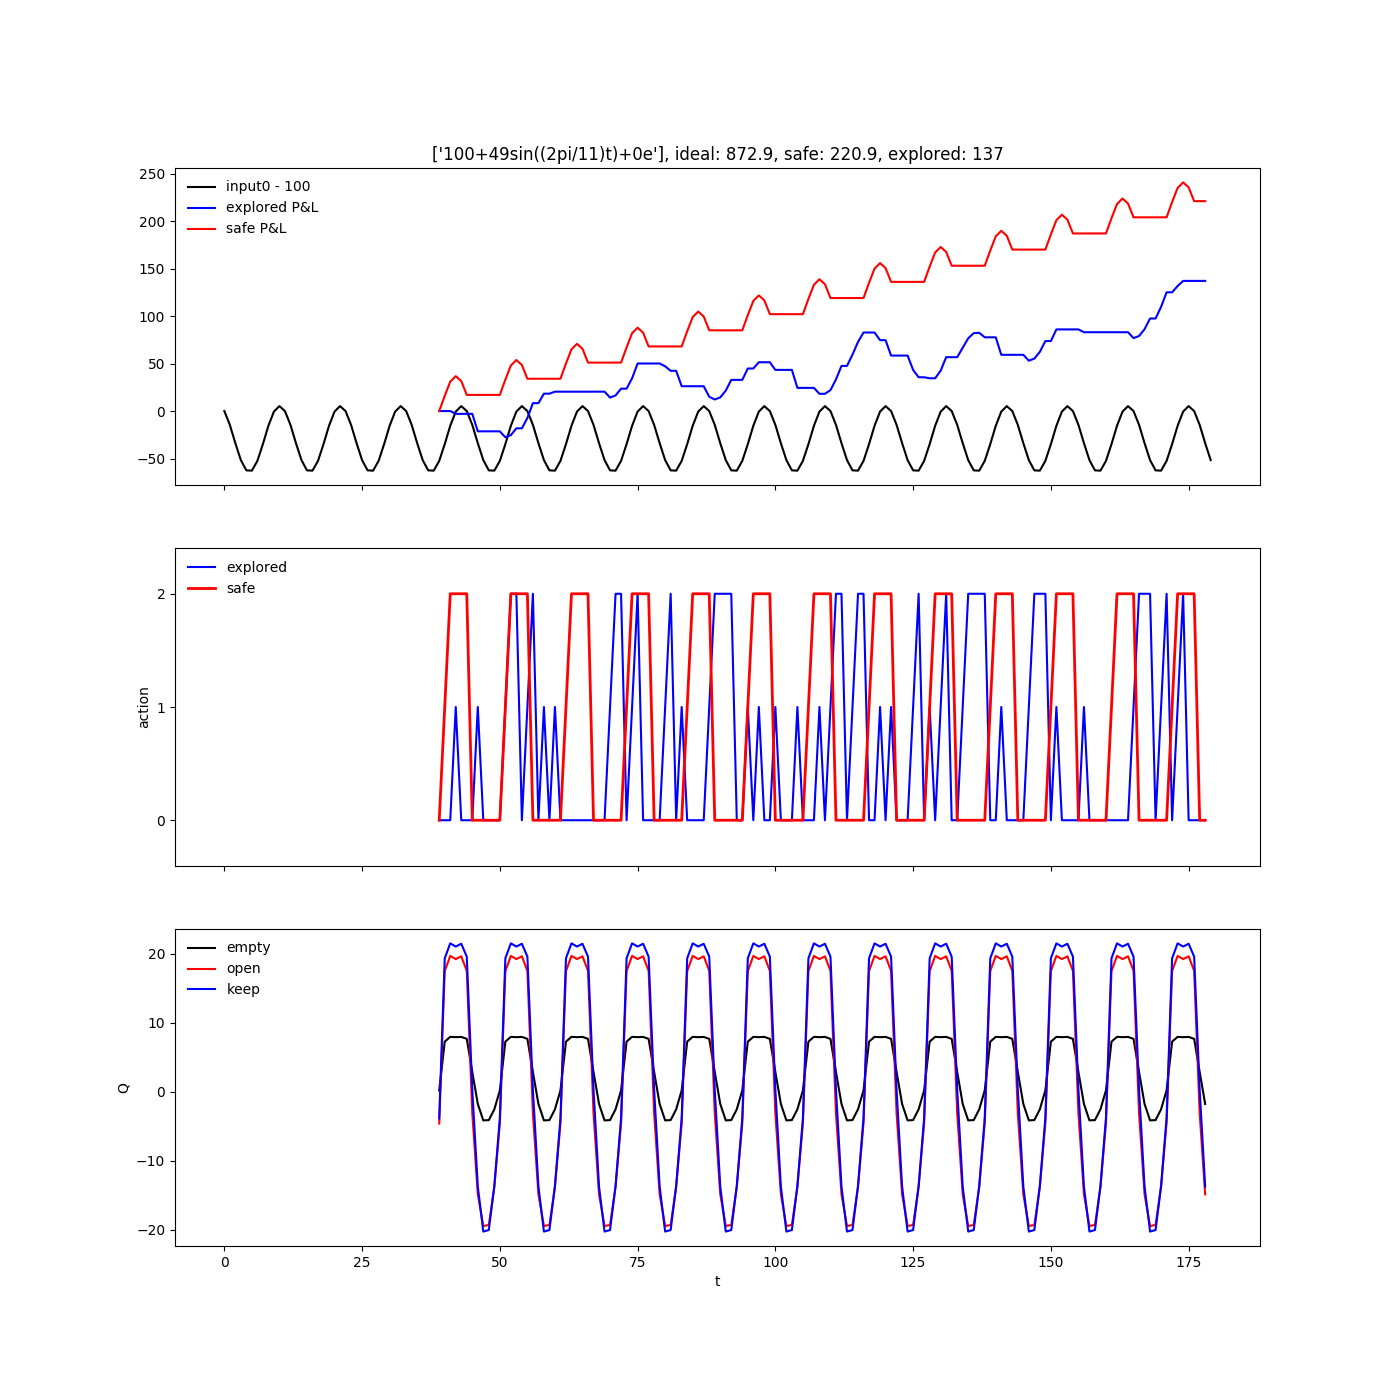 ['100+49sin((2pi/11)t)+0e'], ideal: 872.9, safe: 220.9, explored: 137
250
200
150
100
50
0
−50
input0 - 100
explored P&L
safe P&L
2
1
0
action
explored
safe
20
10
0
−10
−20
Q
empty
open
keep
0 25 50 75 100 125 150 175
t